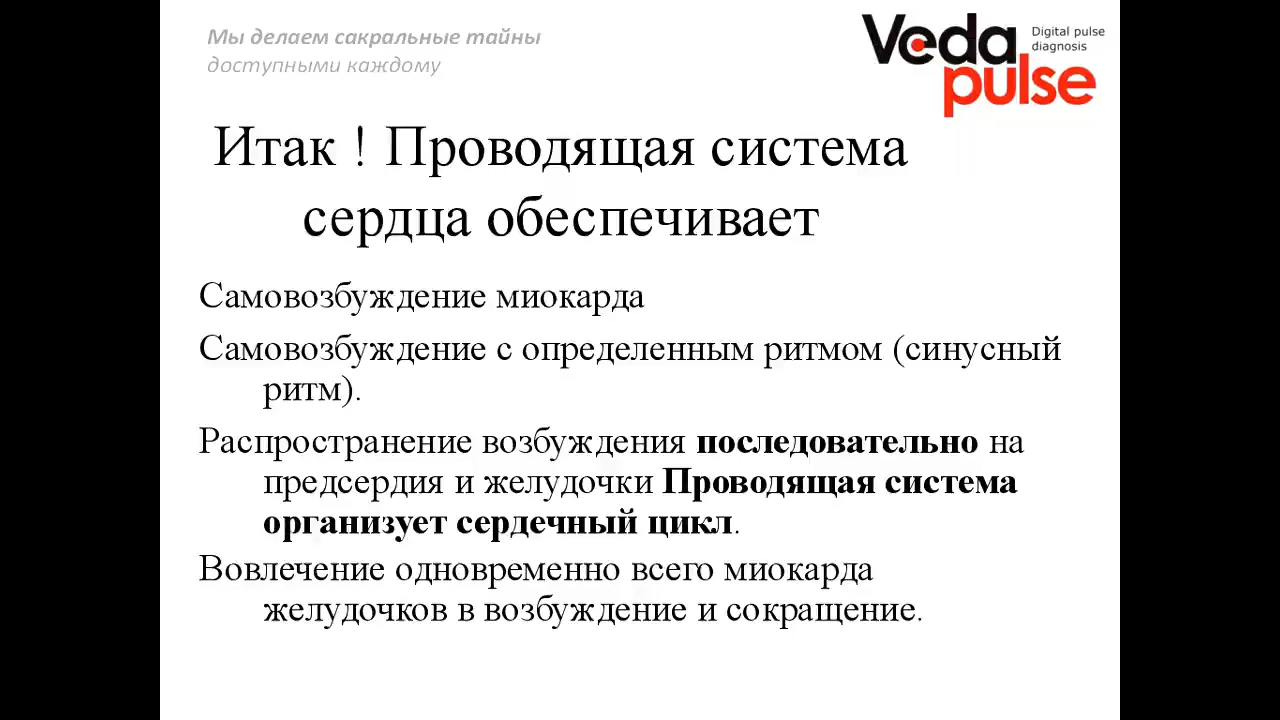 Мы делаем сакральные тайны
доступными каждому
Veda
pulse
Digital pulse
diagnosis
Итак ! Проводящая система
сердца обеспечивает
Самовозбуждение миокарда
Самовозбуждение с определенным ритмом (синусный
ритм).
Распространение возбуждения последовательно на
предсердия и желудочки Проводящая система
организует сердечный цикл.
Вовлечение одновременно всего миокарда
желудочков в возбуждение и сокращение.